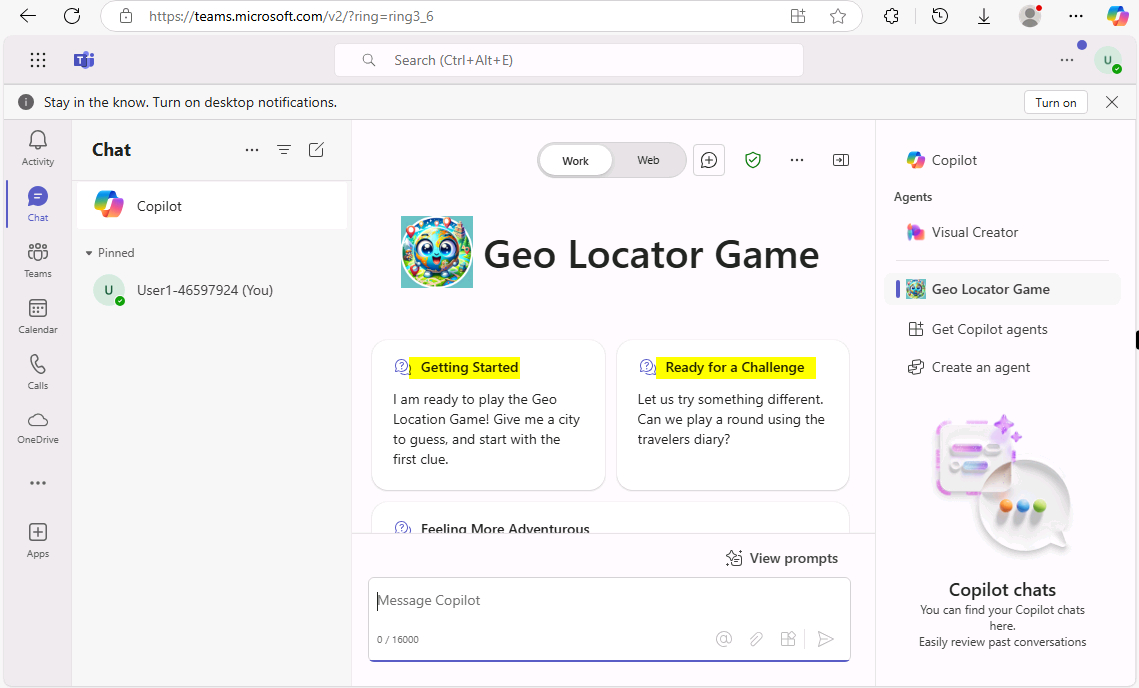 https://teams.microsoft.com/v2/?ring=ring3_6
Search (Ctrl+Alt+E)
U
Stay in the know. Turn on desktop notifications.
Turn on
Activity
Chat
Teams
Calendar
Calls
OneDrive
Apps
Chat
Copilot
Pinned
U
User1-46597924 (You)
Work
Web
Geo Locator Game
Getting Started
I am ready to play the Geo
Location Game! Give me a city
to guess, and start with the
first clue.
Ready for a Challenge
Let us try something different.
Can we play a round using the
travelers diary?
Feeling More Adventurous
View prompts
Message Copilot
0 / 16000
Copilot
Agents
Visual Creator
Geo Locator Game
Get Copilot agents
Create an agent
Copilot chats
You can find your Copilot chats
here.
Easily review past conversations